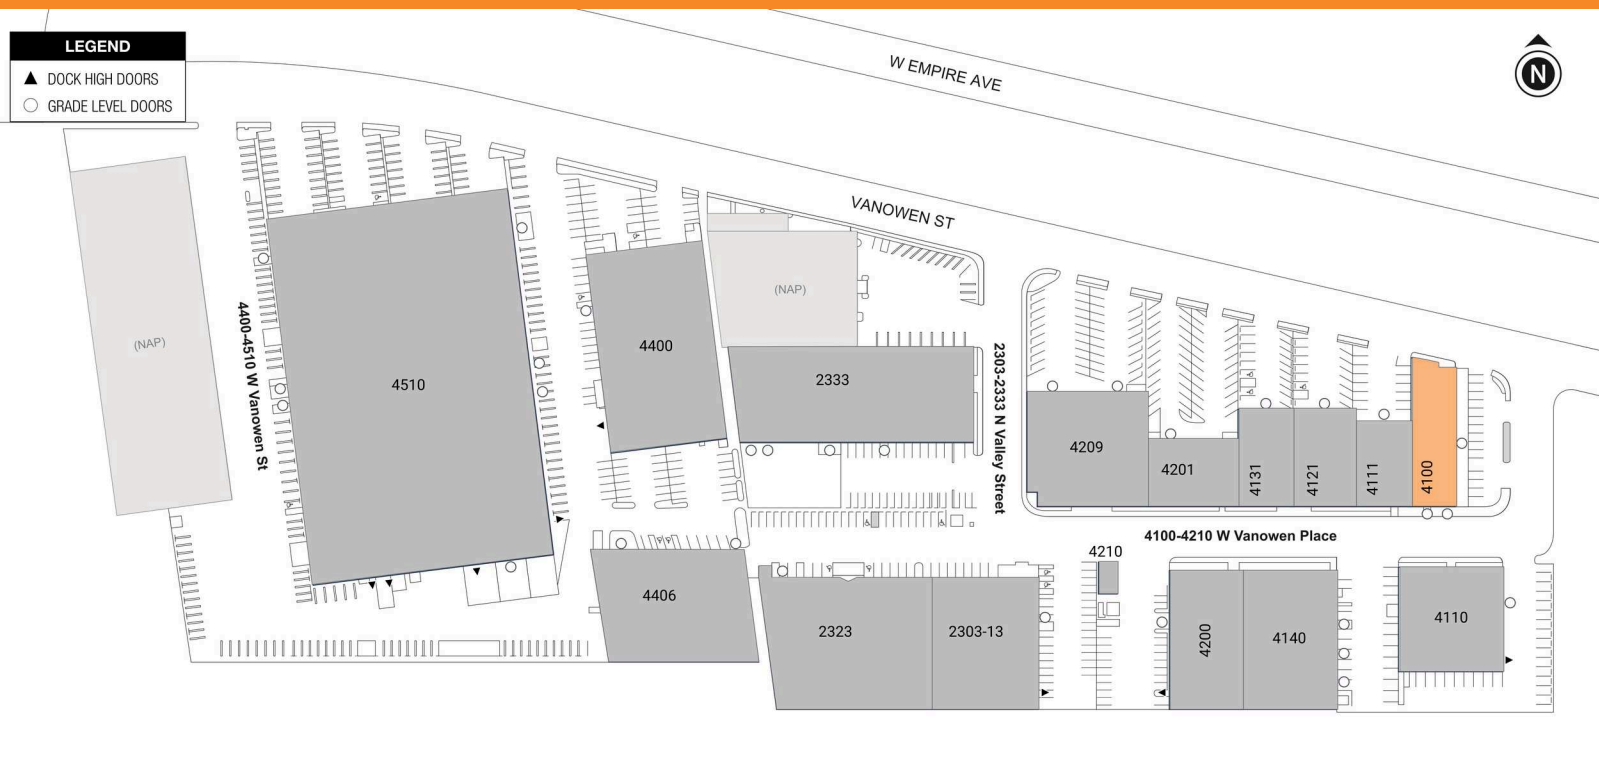 LEGEND
DOCK HIGH DOORS
GRADE LEVEL DOORS
W EMPIRE AVE
N
VANOWEN ST
(NAP)
4400-4510 W Vanowen St
4510
4400
(NAP)
2333
2303-2333 N Valley Street
4209
4201
4131
4121
4111
4100
4100-4210 W Vanowen Place
4210
4406
2323
2303-13
4200
4140
4110